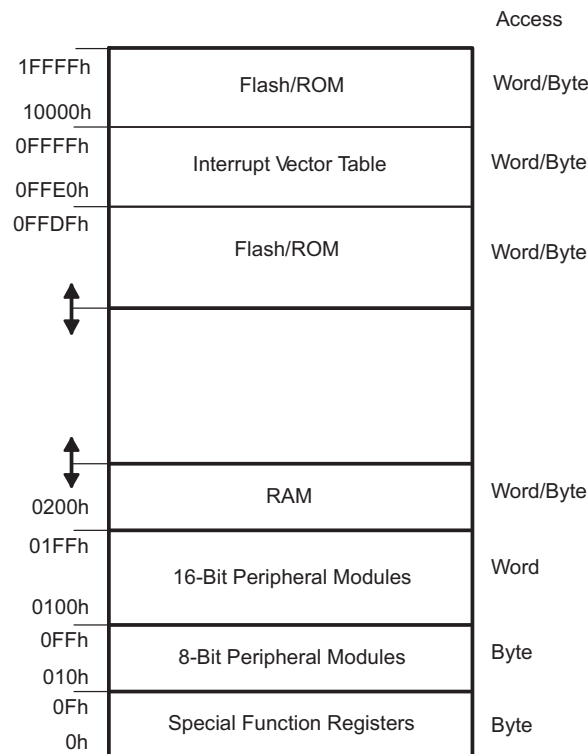 Access
1FFFFh
Flash/ROM Word/Byte
10000h
0FFFFh
Interrupt Vector Table Word/Byte
0FFE0h
0FFDFh
Flash/ROM Word/Byte
RAM Word/Byte
0200h
01FFh
16-Bit Peripheral Modules Word
0100h
0FFh
8-Bit Peripheral Modules Byte
010h
0Fh
Special Function Registers Byte
0h